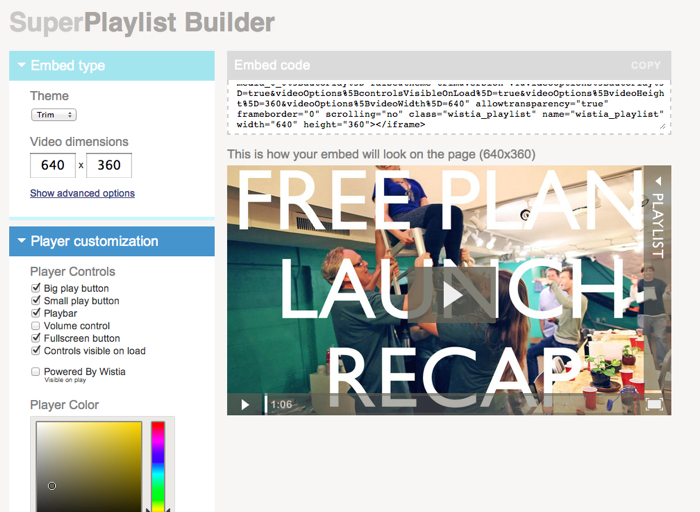 SuperPlaylist Builder
Embed type
Theme
Trim
Video dimensions
640 x 360
Show advanced options
Player customization
Player Controls
Big play button
Small play button
Playbar
Volume control
Fullscreen button
Controls visible on load
Powered By Wistia
Visible on play
Player Color
Embed code
COPY
D=true&videoOptions%5BcontrolsVisibleOnLoad%5D=true&videoOptions%5BvideoHeigh
t%5D=360&videoOptions%5BvideoWidth%5D=640" allowtransparency="true"
frameborder="0" scrolling="no" class="wistia_playlist" name="wistia_playlist"
width="640" height="360"></iframe>
This is how your embed will look on the page (640x360)
FREE PLAN
LAUNCH
RECAP
PLAYLIST
1:06